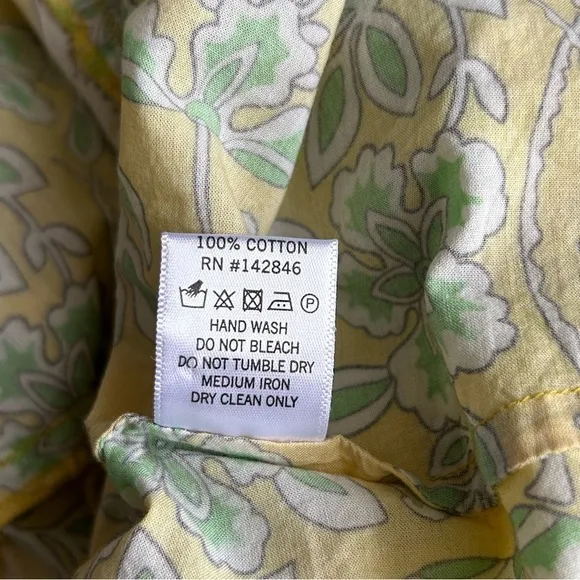 100% COTTON
RN #142846
P
HAND WASH
DO NOT BLEACH
DO NOT TUMBLE DRY
MEDIUM IRON
DRY CLEAN ONLY